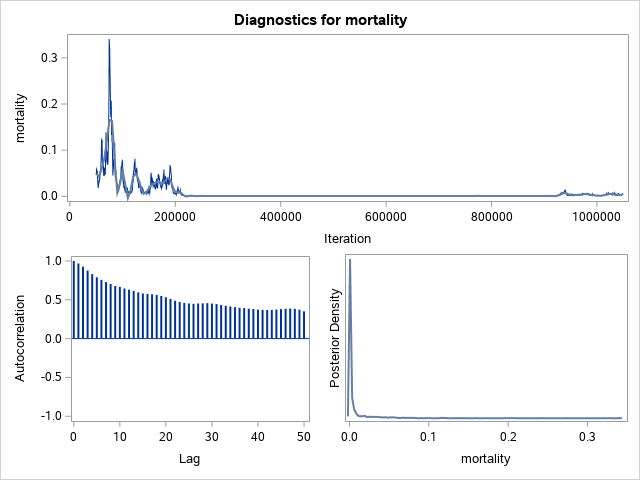 Diagnostics for mortality
mortality
0.3
0.2
0.1
0.0
0 200000 400000 600000 800000 1000000
Iteration
Autocorrelation
1.0
0.5
0.0
-0.5
-1.0
0 10 20 30 40 50
Lag
Posterior Density
0.0 0.1 0.2 0.3
mortality